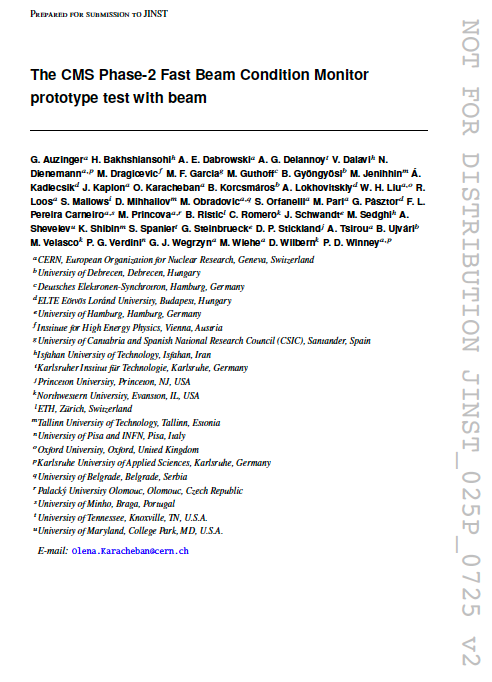 PREPARED FOR SUBMISSION TO JINST
The CMS Phase-2 Fast Beam Condition Monitor
prototype test with beam
G. Auzinger a H. Bakhshiansohi h A. E. Dabrowski a A. G. Delannoy t V. Dalavi h N.
Dienemann a,p M. Dragicevic f M. F. Garcia g M. Guthoff c B. Gyöngyösi b M. Jenihhin m Á.
Kadlecsik d J. Kaplon a O. Karacheban a B. Korcsmáros b A. Lokhovitskiy d W. H. Liu a,o R.
Loos a S. Mallows i D. Mihhailov m M. Obradovic a,q S. Orfanelli a M. Pari a G. Pásztor d F. L.
Pereira Carneiro a,s M. Princova a,r B. Ristic l C. Romero k J. Schwandt e M. Sedghi h A.
Shevelev u K. Shibin m S. Spanier t G. Steinbrueck e D. P. Stickland j A. Tsirou a B. Ujvári b
M. Velasco k P. G. Verdini n G. J. Wegrzyn a M. Wiehe a D. Wilbern k P. D. Winney a,p
a CERN, European Organization for Nuclear Research, Geneva, Switzerland
b University of Debrecen, Debrecen, Hungary
c Deutsches Elektronen-Synchrotron, Hamburg, Germany
d ELTE Eötvös Loránd University, Budapest, Hungary
e University of Hamburg, Hamburg, Germany
f Institute for High Energy Physics, Vienna, Austria
g University of Cantabria and Spanish National Research Council (CSIC), Santander, Spain
h Isfahan University of Technology, Isfahan, Iran
i Karlsruher Institut für Technologie, Karlsruhe, Germany
j Princeton University, Princeton, NJ, USA
k Northwestern University, Evanson, IL, USA
l ETH, Zürich, Switzerland
m Tallinn University of Technology, Tallinn, Estonia
n University of Pisa and INFN, Pisa, Italy
o Oxford University, Oxford, United Kingdom
p Karlsruhe University of Applied Sciences, Karlsruhe, Germany
q University of Belgrade, Belgrade, Serbia
r Palacký University Olomouc, Olomouc, Czech Republic
s University of Minho, Braga, Portugal
t University of Tennessee, Knoxville, TN, U.S.A.
u University of Maryland, College Park, MD, U.S.A.
E-mail: Olena.Karacheban@cern.ch
NOT FOR DISTRIBUTION JINST_025P_0725 v2